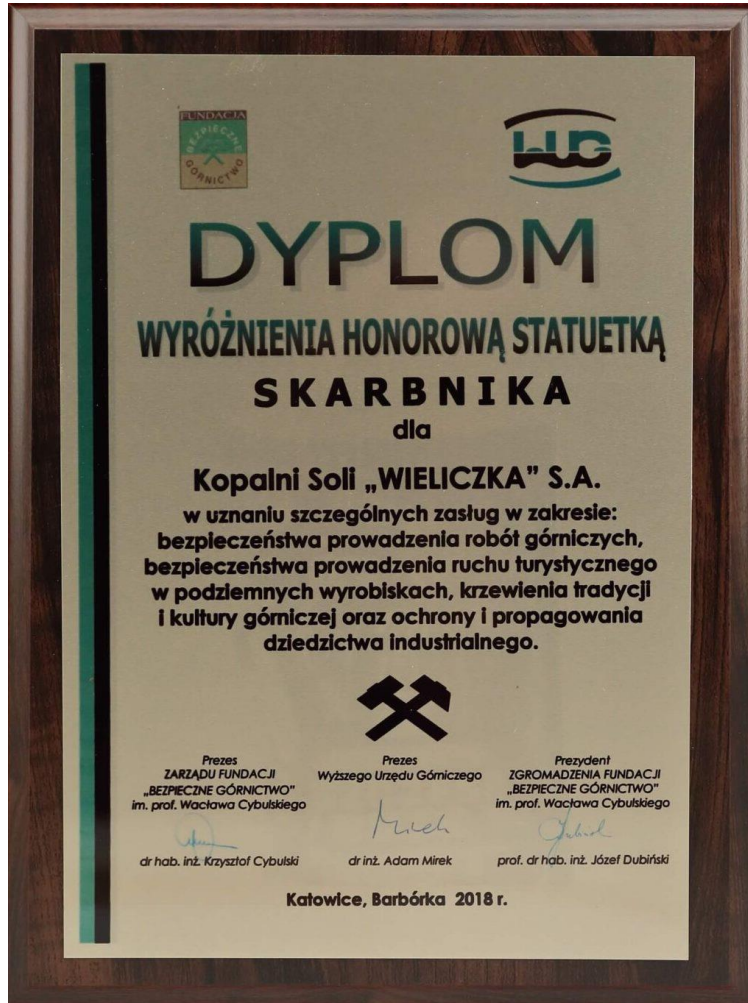 FUNDACJA
BEZPIECZNE
GÓRNICTWO
WUG
DYPLOM
WYRÓŻNIENIA HONOROWĄ STATUETKĄ
SKARBNIKA
dla
Kopalni Soli „WIELICZKA” S.A.
w uznaniu szczególnych zasług w zakresie:
bezpieczeństwa prowadzenia robót górniczych,
bezpieczeństwa prowadzenia ruchu turystycznego
w podziemnych wyrobiskach, krzewienia tradycji
i kultury górniczej oraz ochrony i propagowania
dziedzictwa industrialnego.
Prezes
ZARZĄDU FUNDACJI
„BEZPIECZNE GÓRNICTWO”
im. prof. Wacława Cybulskiego
dr hab. inż. Krzysztof Cybulski
Prezes
Wyższego Urzędu Górniczego
Mirek
dr inż. Adam Mirek
Prezydent
ZGROMADZENIA FUNDACJI
„BEZPIECZNE GÓRNICTWO”
im. prof. Wacława Cybulskiego
prof. dr hab. inż. Józef Dubiński
Katowice, Barbórka 2018 r.